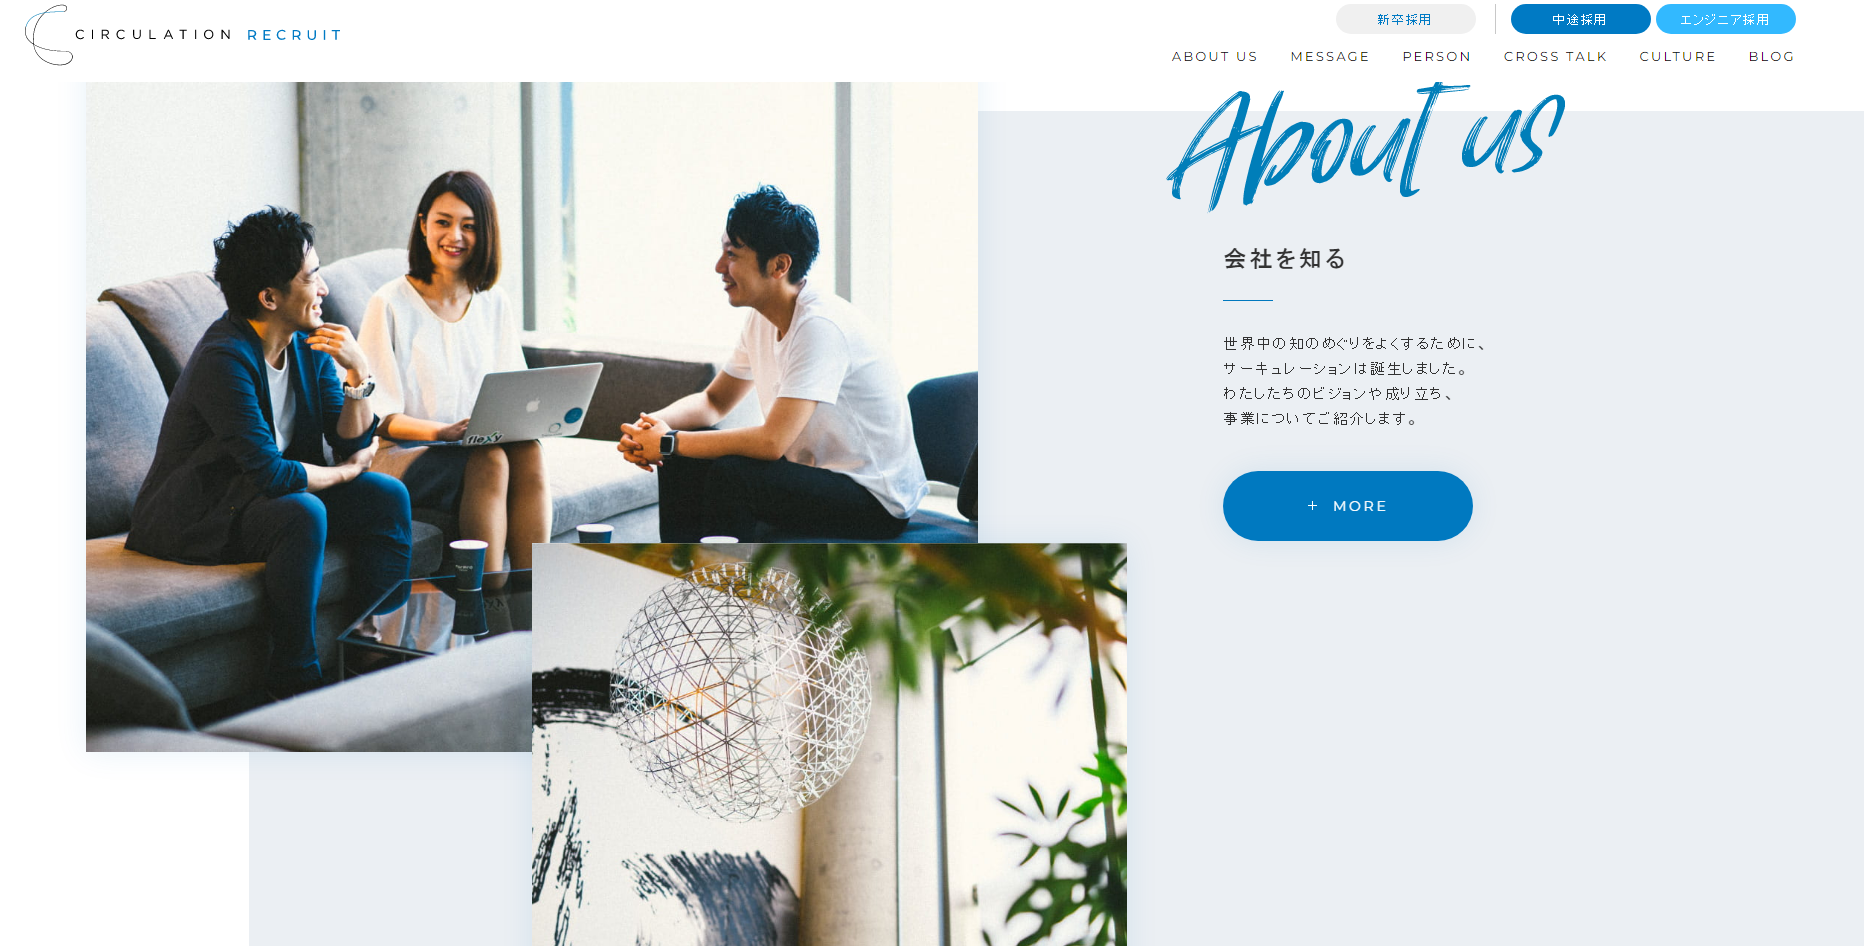 CIRCULATION RECRUIT
新卒採用
中途採用
エンジニア採用
ABOUT US
MESSAGE
PERSON
CROSS TALK
CULTURE
BLOG
About us
会社を知る
世界中の知のめぐりをよくするために、
サーキュレーションは誕生しました。
わたしたちのビジョンや成り立ち、
事業についてご紹介します。
+ MORE
flexy